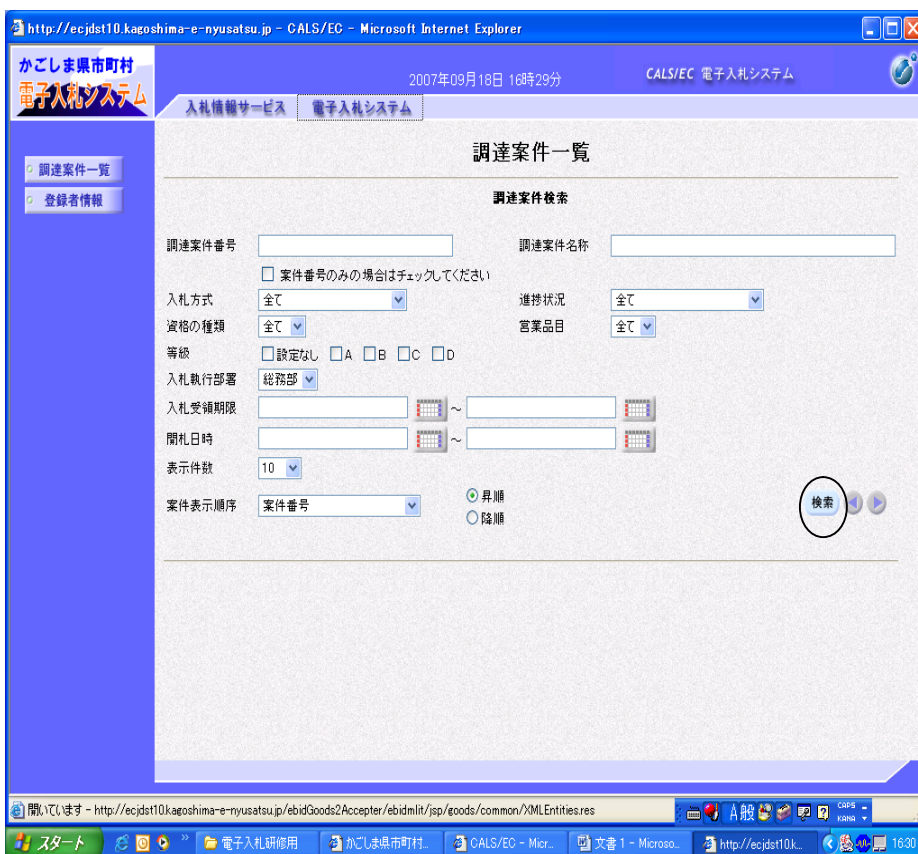 http://ecjdst10.kagoshima-e-nyusatsu.jp - CALS/EC - Microsoft Internet Explorer
かごしま県市町村
電子入札システム
2007年09月18日 16時29分
CALS/EC 電子入札システム
入札情報サービス
電子入札システム
調達案件一覧
登録者情報
調達案件一覧
調達案件検索
調達案件番号
調達案件名称
案件番号のみの場合はチェックしてください
入札方式 全て
進捗状況 全て
資格の種類 全て
営業品目 全て
等級 設定なし A B C D
入札執行部署 総務部
入札受領期限 ～
開札日時 ～
表示件数 10
案件表示順序 案件番号
昇順
降順
検索
開いています - http://ecjdst10.kagoshima-e-nyusatsu.jp/ebidGoods2Accepter/ebidmlit/jsp/goods/common/XMLEntities.res
A 般
CAPS
KANA
スタート
電子入札研修用
かごしま県市町村...
CALS/EC - Micr...
文書 1 - Microso...
http://ecjdst10.k...
16:30